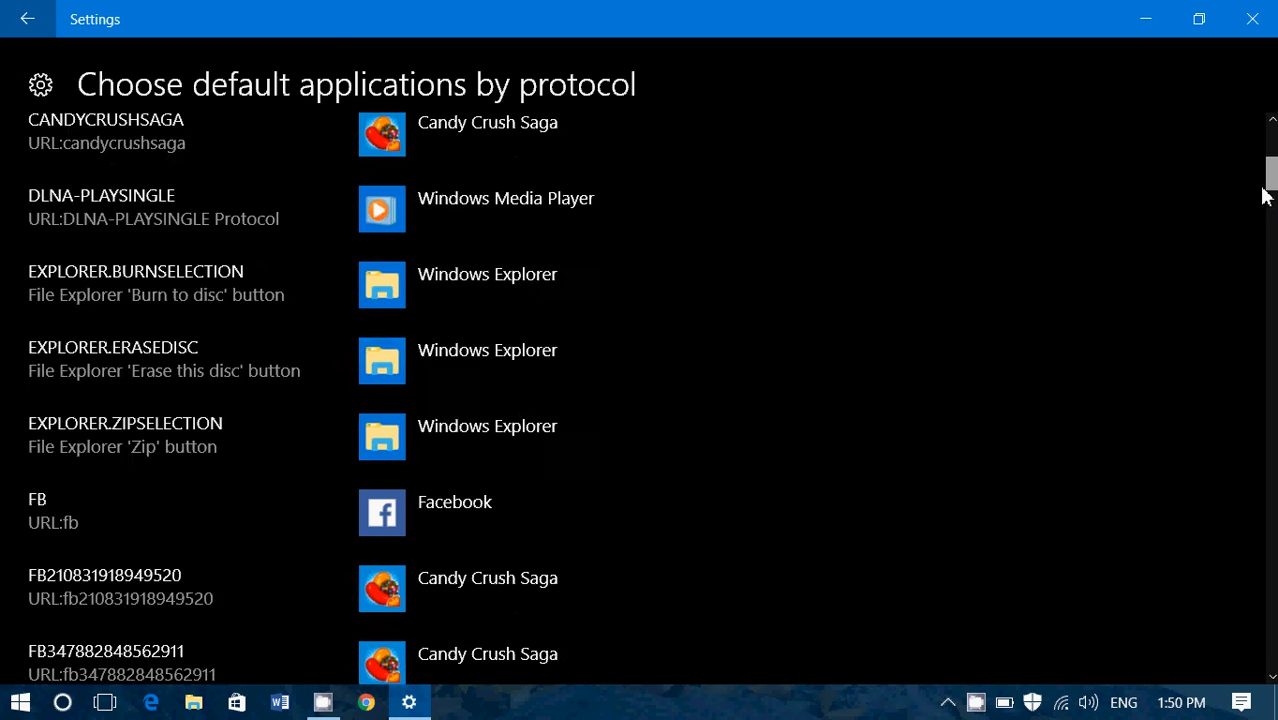 Settings
Choose default applications by protocol
CANDYCRUSHSAGA
URL:candycrushsaga
Candy Crush Saga
DLNA-PLAYSINGLE
URL:DLNA-PLAYSINGLE Protocol
Windows Media Player
EXPLORER.BURNSELECTION
File Explorer 'Burn to disc' button
Windows Explorer
EXPLORER.ERASEDISC
File Explorer 'Erase this disc' button
Windows Explorer
EXPLORER.ZIPSELECTION
File Explorer 'Zip' button
Windows Explorer
FB
URL:fb
Facebook
FB210831918949520
URL:fb210831918949520
Candy Crush Saga
FB347882848562911
URL:fb347882848562911
Candy Crush Saga
ENG
1:50 PM